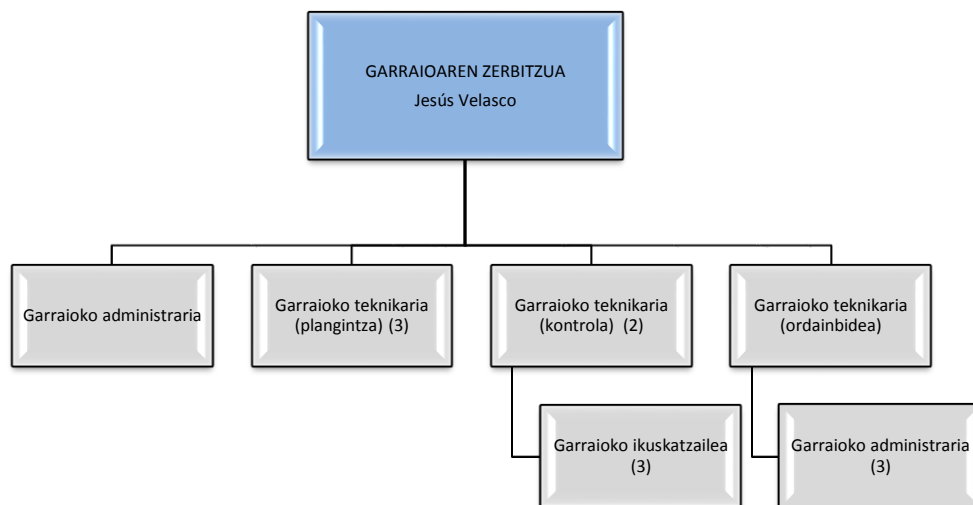 GARRAIOAREN ZERBITZUA
Jesús Velasco
Garraioko administraria
Garraioko teknikaria
(plangintza) (3)
Garraioko teknikaria
(kontrola) (2)
Garraioko teknikaria
(ordainbidea)
Garraioko ikuskatzailea
(3)
Garraioko administraria
(3)